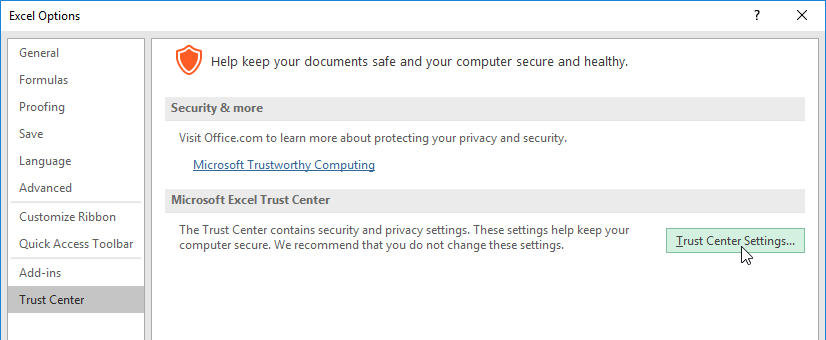 Excel Options
?
General
Formulas
Proofing
Save
Language
Advanced
Customize Ribbon
Quick Access Toolbar
Add-ins
Trust Center
Help keep your documents safe and your computer secure and healthy.
Security & more
Visit Office.com to learn more about protecting your privacy and security.
Microsoft Trustworthy Computing
Microsoft Excel Trust Center
The Trust Center contains security and privacy settings. These settings help keep your
computer secure. We recommend that you do not change these settings.
Trust Center Settings...